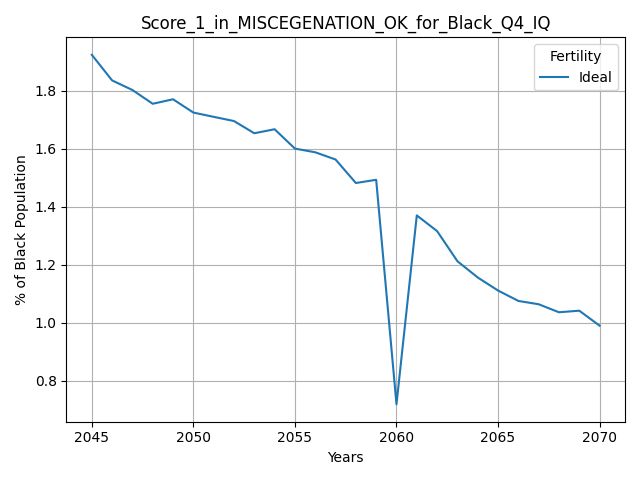 Score_1_in_MISCEGENATION_OK_for_Black_Q4_IQ
Fertility
Ideal
% of Black Population
1.8
1.6
1.4
1.2
1.0
0.8
2045
2050
2055
2060
2065
2070
Years